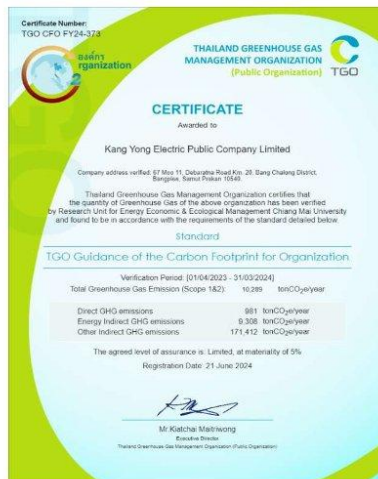 Certificate Number:
TGO CFO FY24-373
องค์กร
rganization
2
THAILAND GREENHOUSE GAS
MANAGEMENT ORGANIZATION
(Public Organization)
TGO
CERTIFICATE
Awarded to
Kang Yong Electric Public Company Limited
Company address verified: 67 Moo 11, Debaratna Road Km. 20, Bang Chalong District,
Bangplee, Samut Prakan 10540.
Thailand Greenhouse Gas Management Organization certifies that
the quantity of Greenhouse Gas of the above organization has been verified
by Research Unit for Energy Economic & Ecological Management Chiang Mai University
and found to be in accordance with the requirements of the standard detailed below
Standard
TGO Guidance of the Carbon Footprint for Organization
Verification Period: [01/04/2023 - 31/03/2024]
Total Greenhouse Gas Emission (Scope 1&2): 10,289 tonCO2e/year
Direct GHG emissions 981 tonCO2e/year
Energy Indirect GHG emissions 9,308 tonCO2e/year
Other Indirect GHG emissions 171,412 tonCO2e/year
The agreed level of assurance is: Limited, at materiality of 5%
Registration Date: 21 June 2024
Mr Kiatchai Maitriwong
Executive Director
Thailand Greenhouse Gas Management Organization (Public Organization)